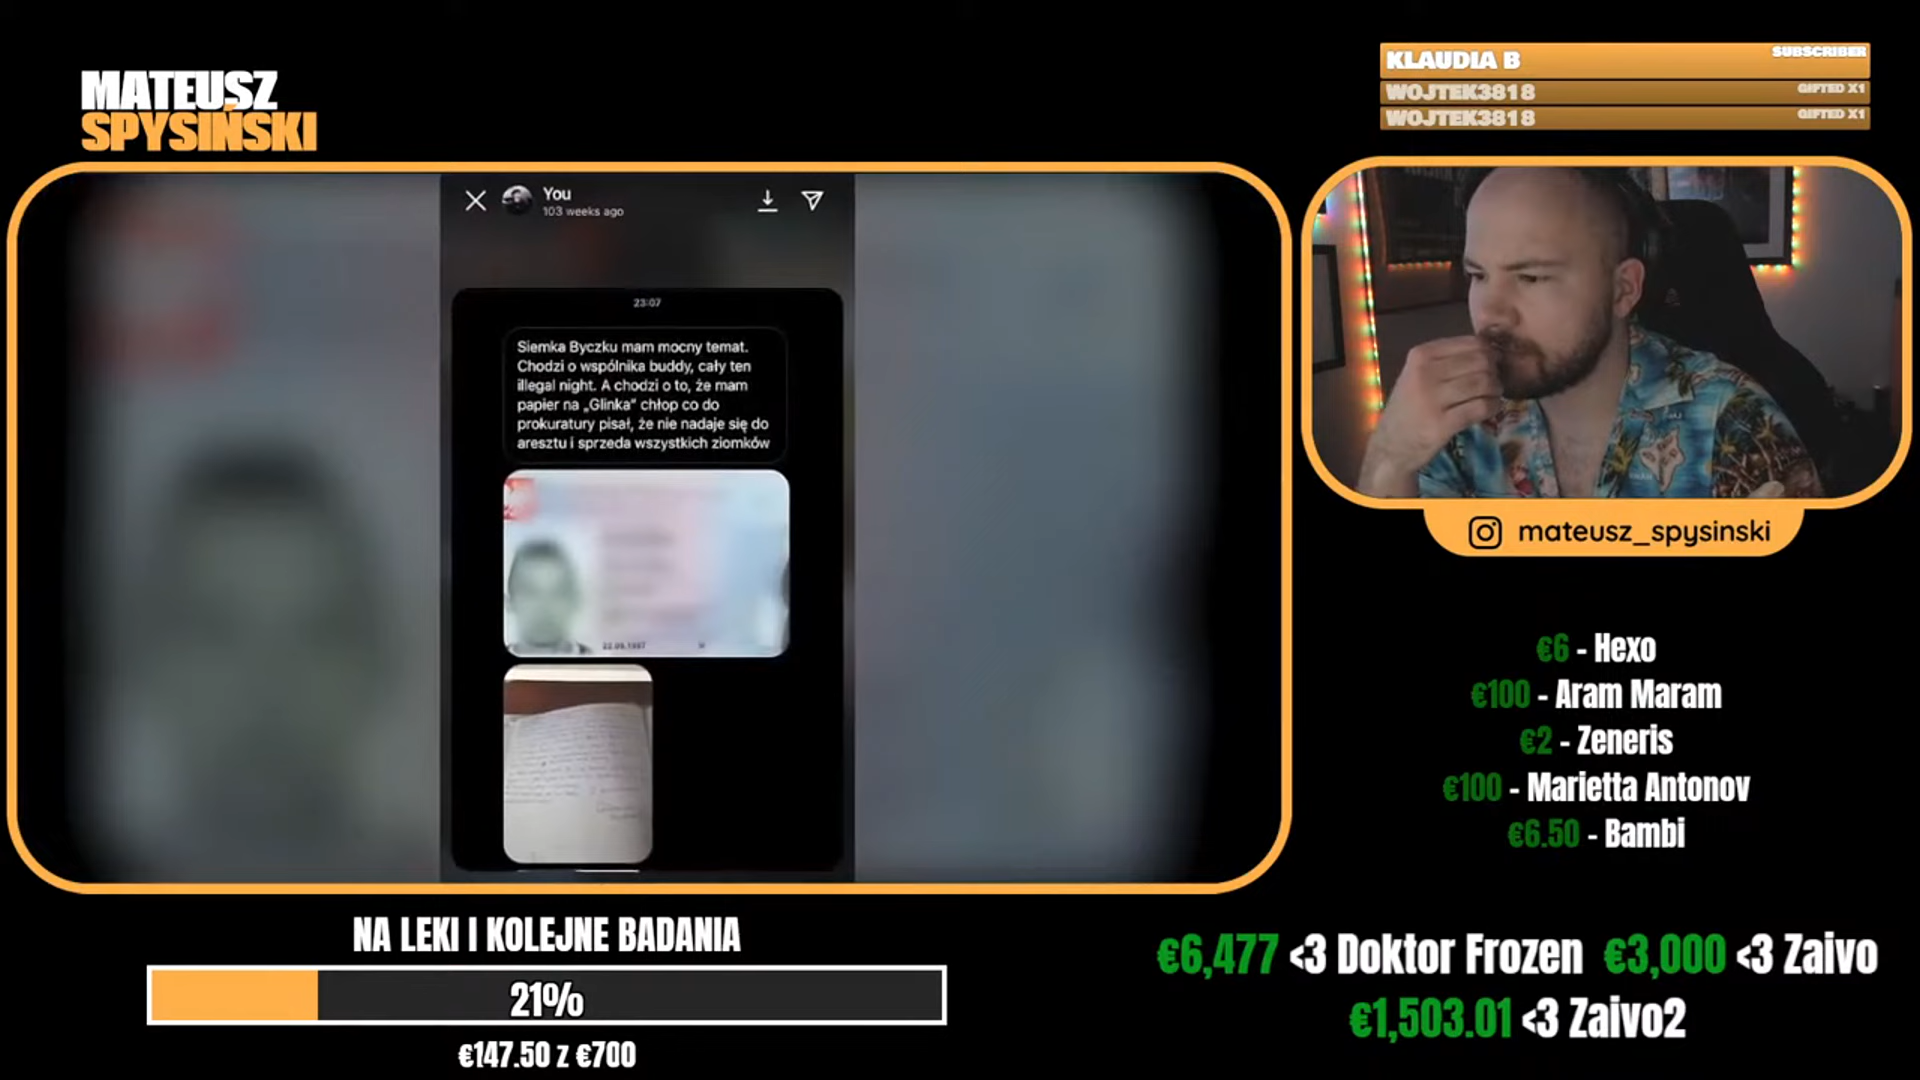 MATEUSZ
SPYSIŃSKI
KLAUDIA B SUBSCRIBER
WOJTEK3818 GIFTED X1
WOJTEK3818 GIFTED X1
You
103 weeks ago
23:07
Siemka Byczku mam mocny temat.
Chodzi o wspólnika buddy, cały ten
illegal night. A chodzi o to, że mam
papier na „Glinka" chłop co do
prokuratury pisał, że nie nadaje się do
aresztu i sprzeda wszystkich ziomków
mateusz_spysinski
€6 - Hexo
€100 - Aram Maram
€2 - Zeneris
€100 - Marietta Antonov
€6.50 - Bambi
NA LEKI I KOLEJNE BADANIA
21%
€147.50 z €700
€6,477 <3 Doktor Frozen €3,000 <3 Zaivo
€1,503.01 <3 Zaivo2